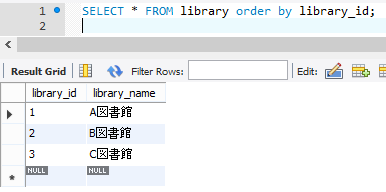 1 SELECT * FROM library order by library_id;
2
Result Grid Filter Rows: Edit:
library_id library_name
1 A図書館
2 B図書館
3 C図書館
NULL NULL